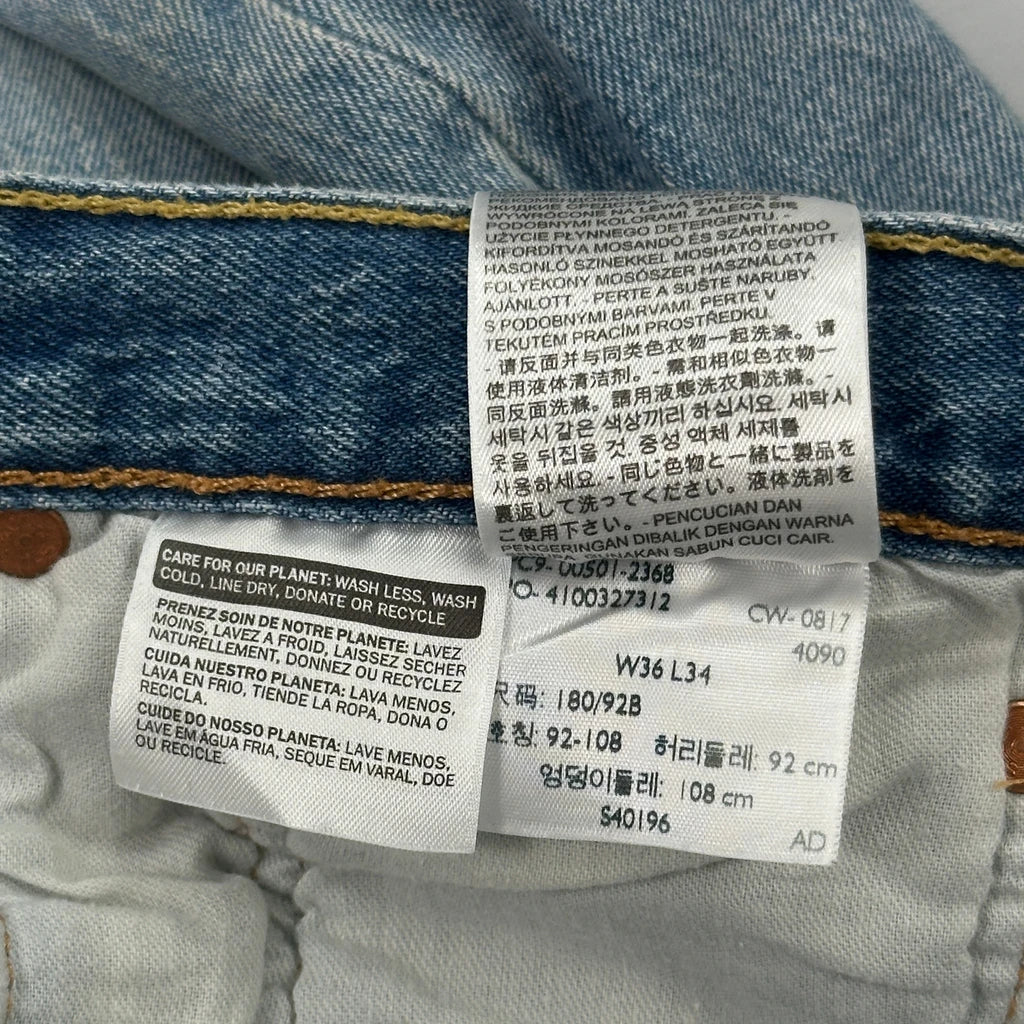 ЖИДКИЕ СРЕДСТВА
WYWRÓCONE NA LEWĄ STRONĘ
PODOBNYMI KOLORAMI. ZALECA SIĘ
UŻYCIE PŁYNNEGO DETERGENTU. -
KIFORDÍTVA MOSANDÓ ÉS SZÁRÍTANDÓ
HASONLÓ SZINEKKEL MOSHATÓ EGYÜTT
FOLYÉKONY MOSÓSZER HASZNÁLATA
AJÁNLOTT. - PERTE A SUŠTE NARUBY.
S PODOBNYMI BARVAMI. PERTE V
TEKUTÉM PRACÍM PROSTŘEDKU.
- 请反面并与同类色衣物一起洗涤。请
使用液体清洁剂。- 需和相似色衣物一
同反面洗滌。請用液態洗衣劑洗滌。-
세탁시 같은 색상끼리 하십시오. 세탁시
옷을 뒤집을 것. 중성 액체 세제를
사용하세요. - 同じ色物と一緒に製品を
裏返して洗ってください。液体洗剤を
ご使用下さい。- PENCUCIAN DAN
PENGERINGAN DIBALIK DENGAN WARNA
GUNAKAN SABUN CUCI CAIR.
CARE FOR OUR PLANET: WASH LESS, WASH
COLD, LINE DRY, DONATE OR RECYCLE
PRENEZ SOIN DE NOTRE PLANETE: LAVEZ
MOINS, LAVEZ A FROID, LAISSEZ SECHER
NATURELLEMENT, DONNEZ OU RECYCLEZ
CUIDA NUESTRO PLANETA: LAVA MENOS,
LAVA EN FRIO, TIENDE LA ROPA, DONA O
RECICLA.
CUIDE DO NOSSO PLANETA: LAVE MENOS,
LAVE EM ÁGUA FRIA, SEQUE EM VARAL, DOE
OU RECICLE.
PC9- 00501-2368
PO- 4100327312
CW- 0817
4090
W36 L34
尺码: 180/92B
호칭: 92-108 허리둘레: 92 cm
엉덩이둘레: 108 cm
S40196
AD